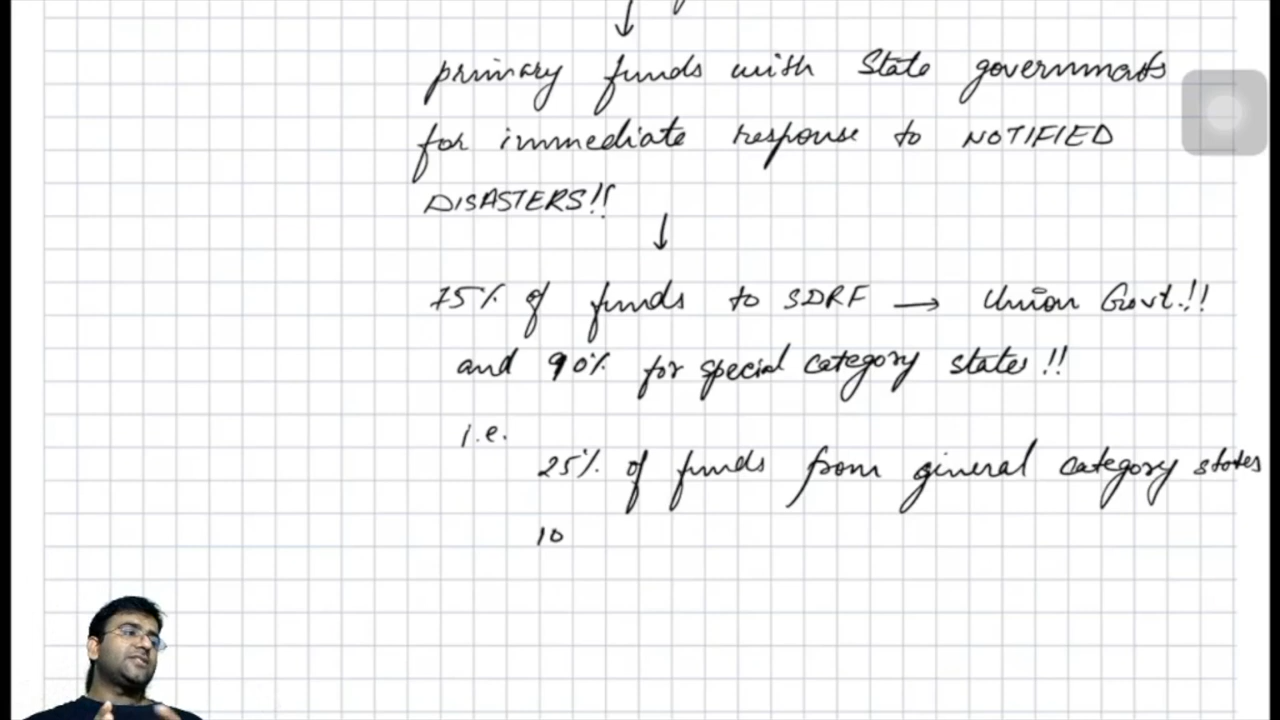 primary funds with State governments
for immediate response to NOTIFIED
DISASTERS!!
75% of funds to SDRF → Union Govt.!!
and 90% for special category states!!
i.e.
25% of funds from general category states
10